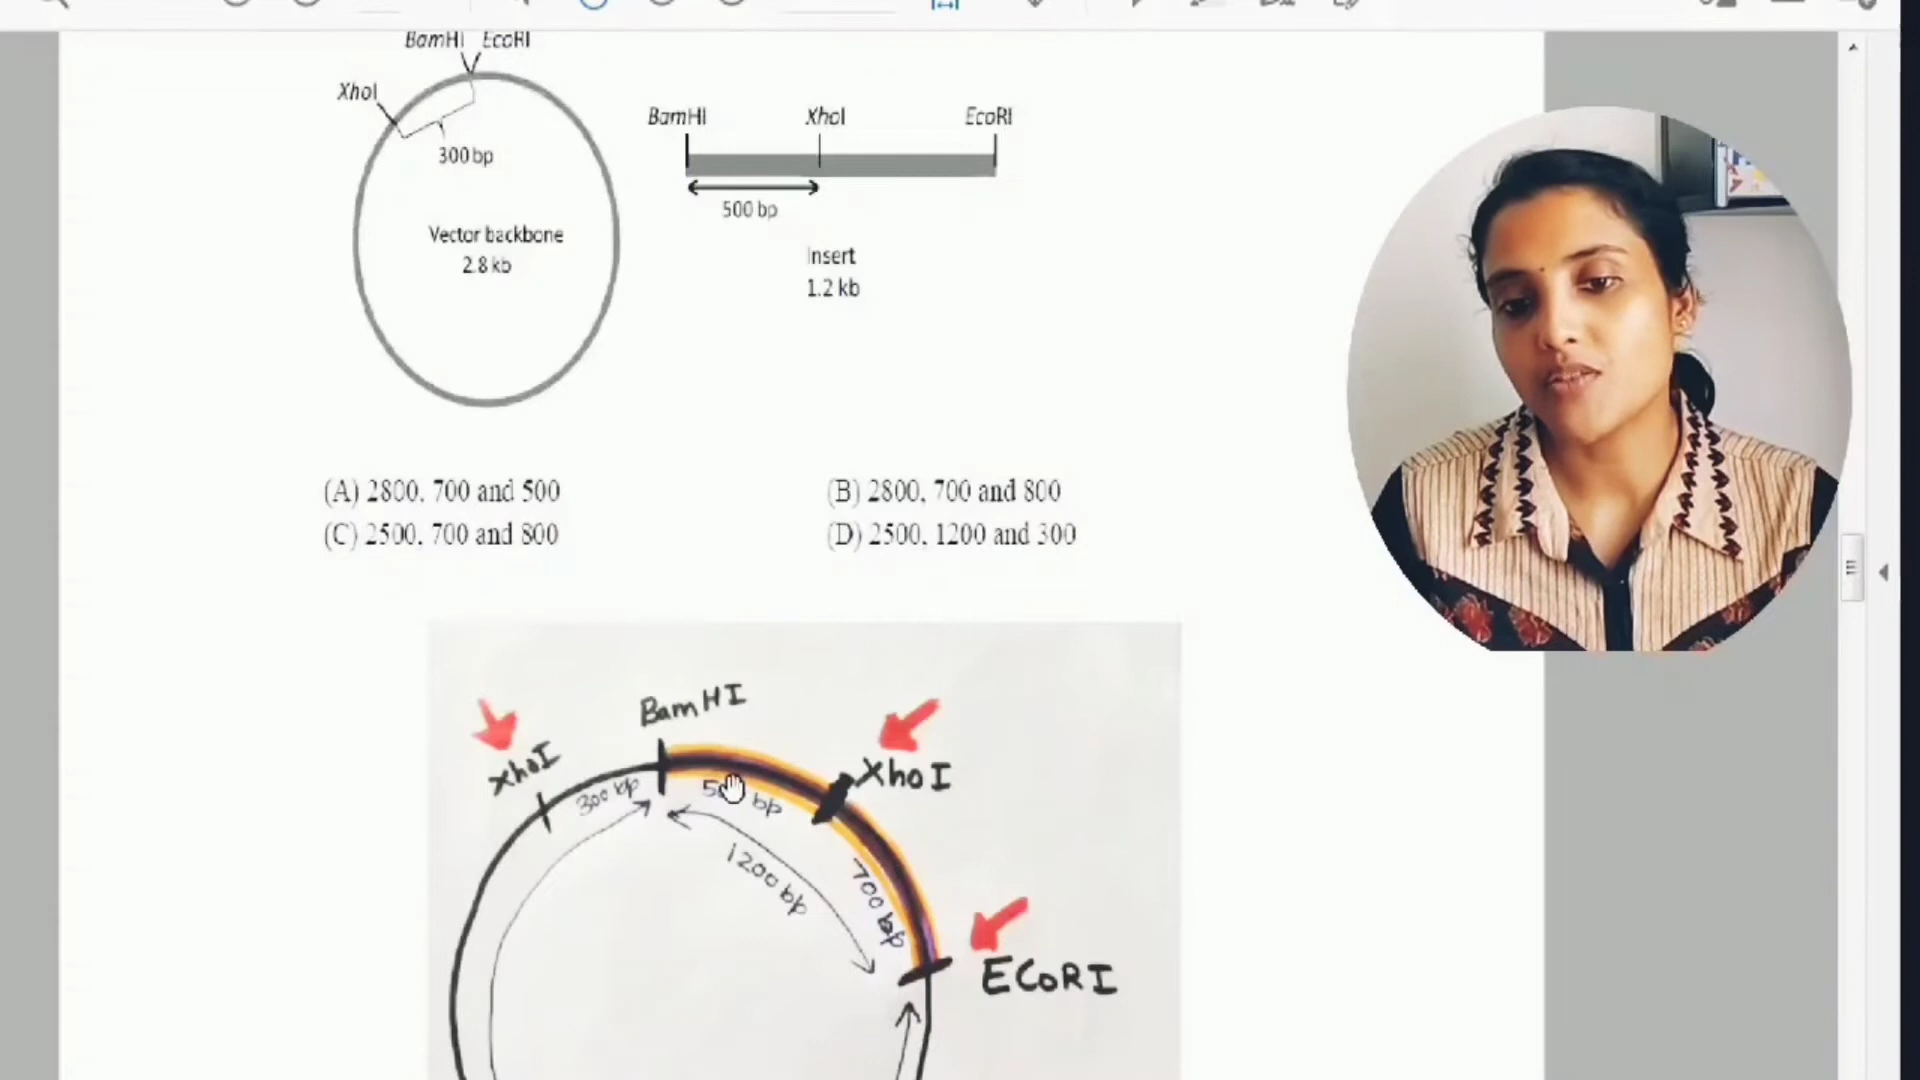 BamHI EcoRI
XhoI
300 bp
Vector backbone
2.8 kb
BamHI XhoI EcoRI
500 bp
Insert
1.2 kb
(A) 2800, 700 and 500 (B) 2800, 700 and 800
(C) 2500, 700 and 800 (D) 2500, 1200 and 300
BamHI
XhoI
XhoI
300 bp
bp
1200 bp
700 bp
ECoRI